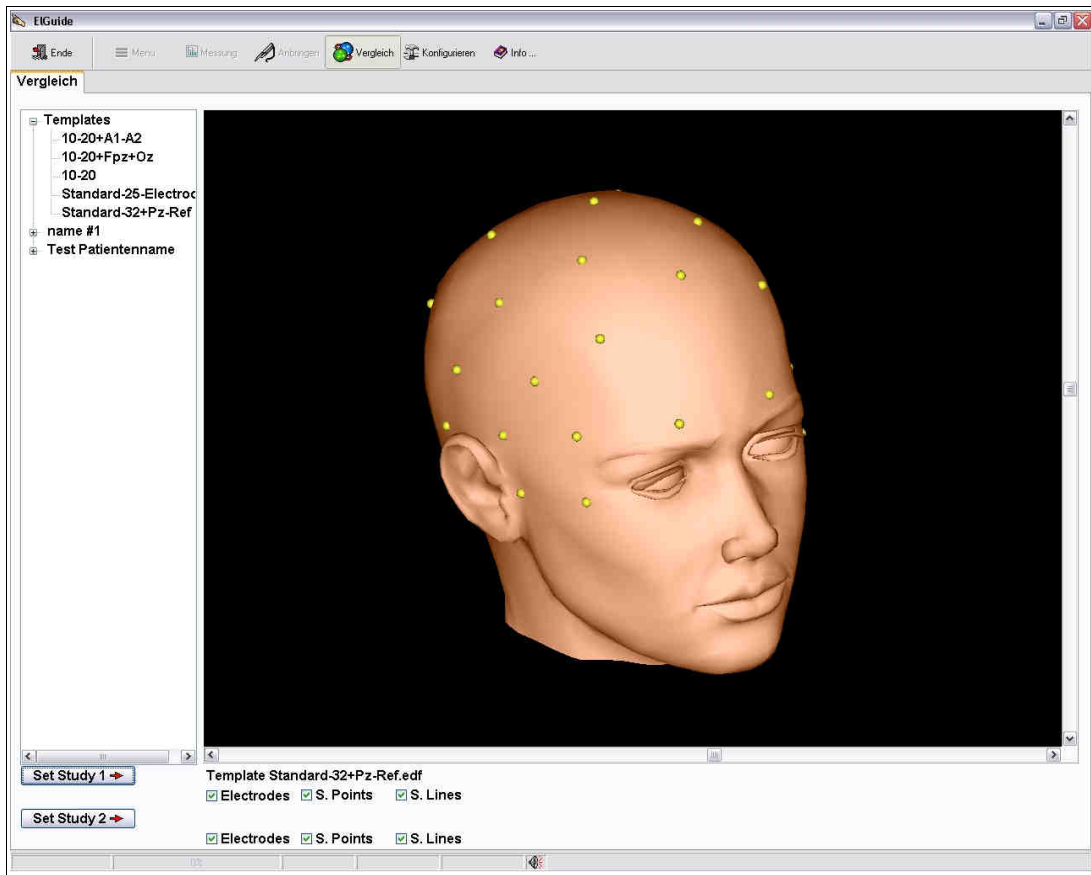 ElGuide
Ende Menu Messung Anbringen Vergleich Konfigurieren Info ...
Vergleich
Templates
10-20+A1-A2
10-20+Fpz+Oz
10-20
Standard-25-Electroc
Standard-32+Pz-Ref
name #1
Test Patientenname
Set Study 1
Template Standard-32+Pz-Ref.edf
Electrodes S. Points S. Lines
Set Study 2
Electrodes S. Points S. Lines
0%